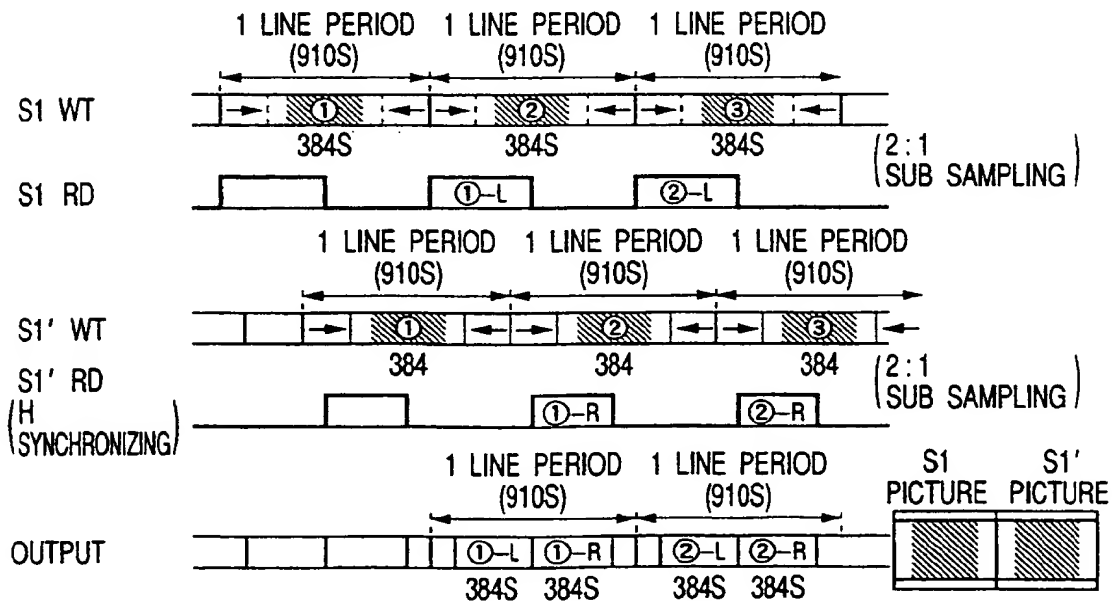 1 LINE PERIOD 1 LINE PERIOD 1 LINE PERIOD
(910S) (910S) (910S)
S1 WT ① ② ③
384S 384S 384S
(2:1
SUB SAMPLING)
S1 RD ①-L ②-L
1 LINE PERIOD 1 LINE PERIOD 1 LINE PERIOD
(910S) (910S) (910S)
S1' WT ① ② ③
384 384 384
(2:1
SUB SAMPLING)
S1' RD
(H
SYNCHRONIZING)
①-R ②-R
1 LINE PERIOD 1 LINE PERIOD
(910S) (910S)
S1 S1'
PICTURE PICTURE
OUTPUT ①-L ①-R ②-L ②-R
384S 384S 384S 384S